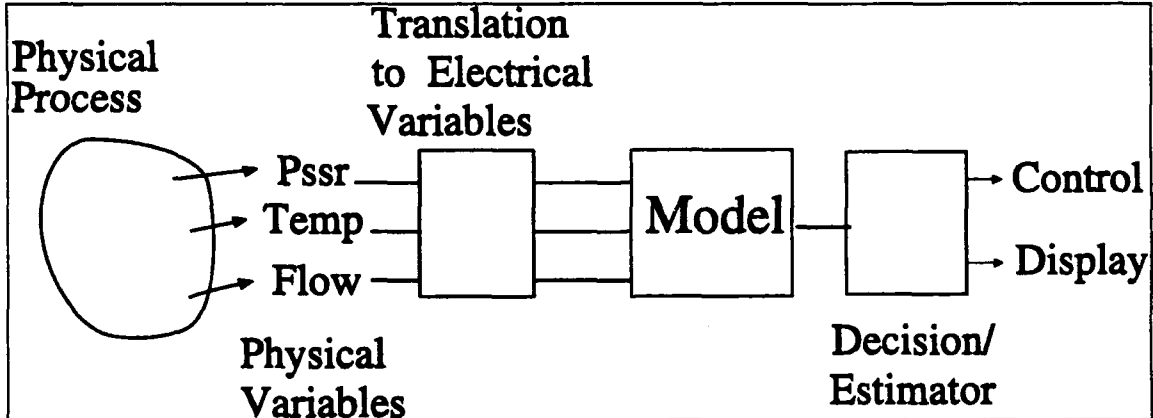 Physical
Process
Translation
to Electrical
Variables
Pssr
Temp
Flow
Physical
Variables
Model
Control
Display
Decision/
Estimator